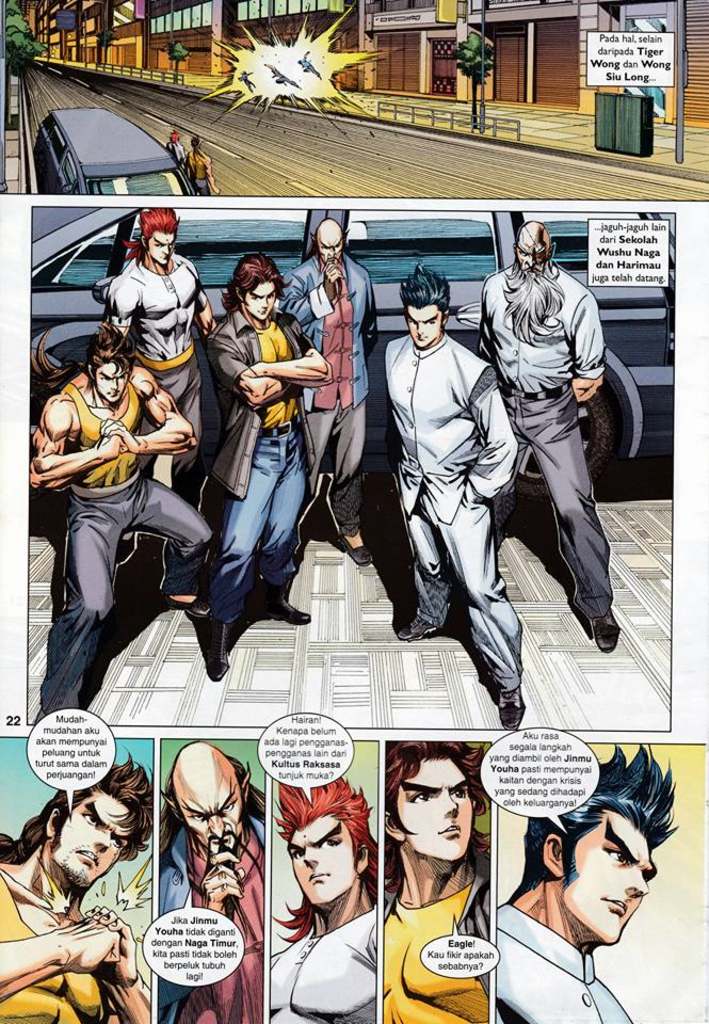 Pada hal, selain
daripada Tiger
Wong dan Wong
Siu Long...
...jaguh-jaguh lain
dari Sekolah
Wushu Naga
dan Harimau
juga telah datang.
22
Mudah-
mudahan aku
akan mempunyai
peluang untuk
turut sama dalam
perjuangan!
Jika Jinmu
Youha tidak diganti
dengan Naga Timur,
kita pasti tidak boleh
berpeluk tubuh
lagi!
Hairan!
Kenapa belum
ada lagi pengganas-
pengganas lain dari
Kultus Raksasa
tunjuk muka?
Eagle!
Kau fikir apakah
sebabnya?
Aku rasa
segala langkah
yang diambil oleh Jinmu
Youha pasti mempunyai
kaitan dengan krisis
yang sedang dihadapi
oleh keluarganya!